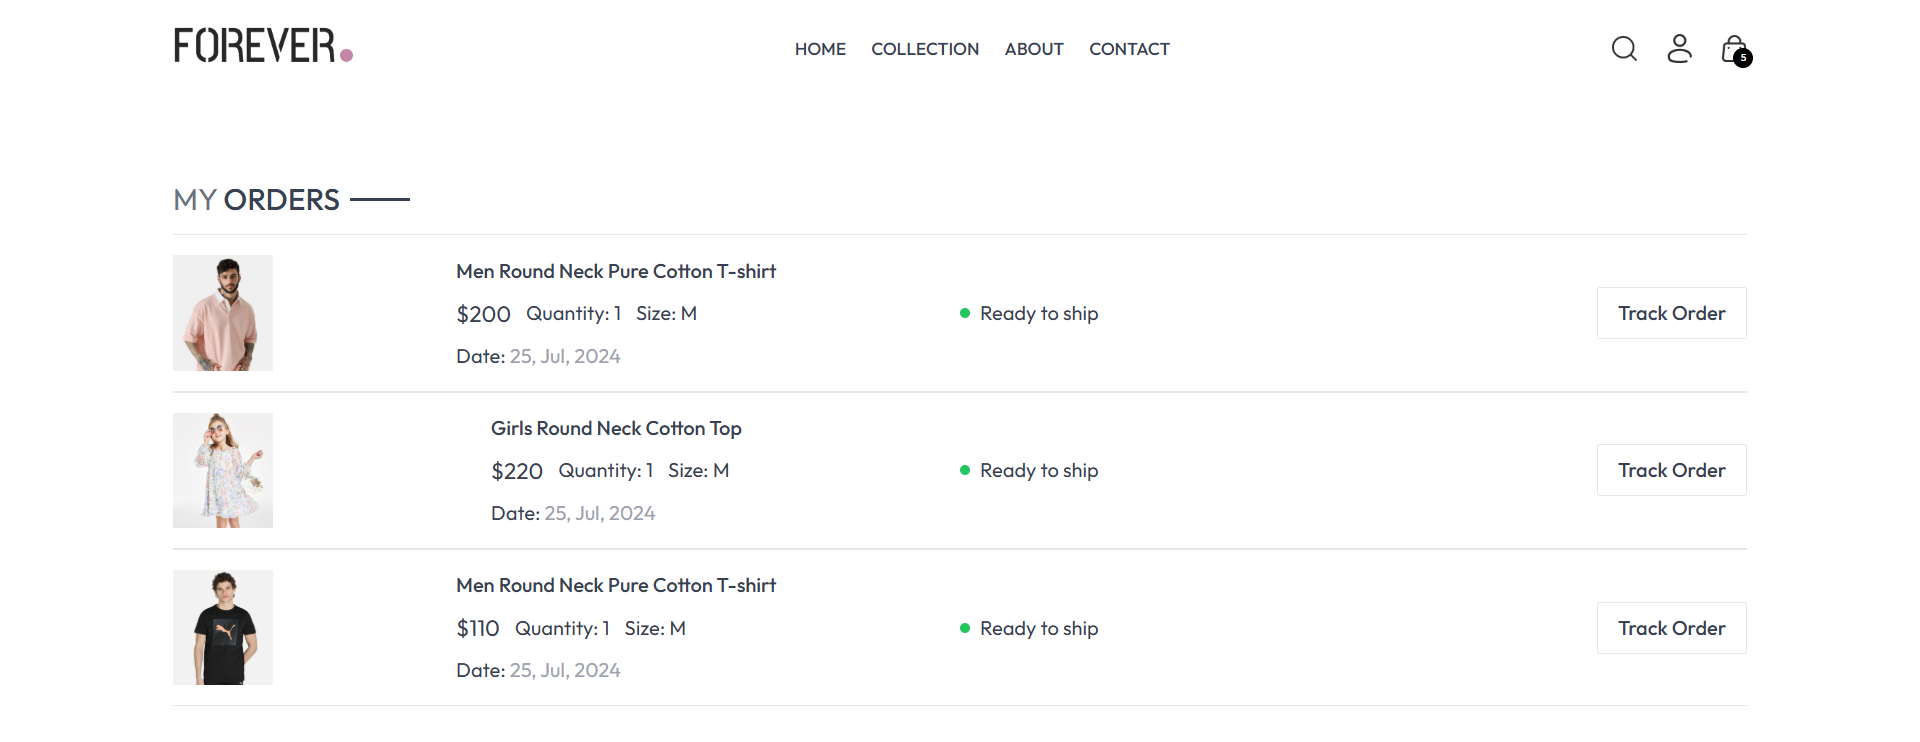 FOREVER.
HOME COLLECTION ABOUT CONTACT
5
MY ORDERS
Men Round Neck Pure Cotton T-shirt
$200 Quantity: 1 Size: M
Ready to ship
Track Order
Date: 25, Jul, 2024
Girls Round Neck Cotton Top
$220 Quantity: 1 Size: M
Ready to ship
Track Order
Date: 25, Jul, 2024
Men Round Neck Pure Cotton T-shirt
$110 Quantity: 1 Size: M
Ready to ship
Track Order
Date: 25, Jul, 2024